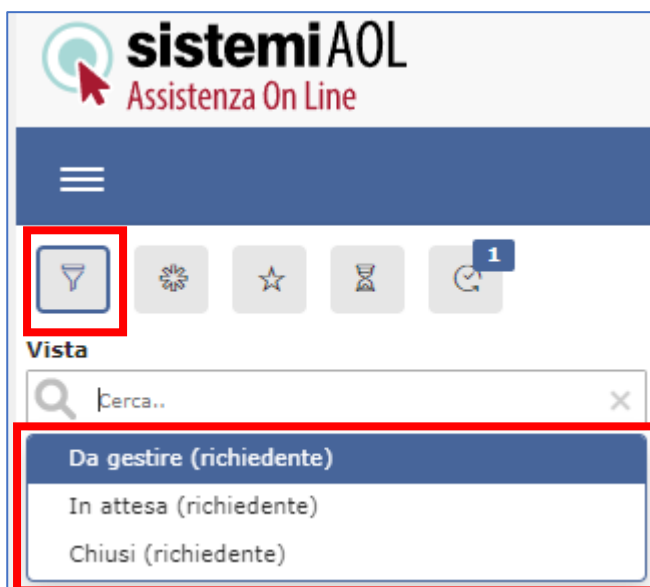 sistemiAOL
Assistenza On Line
1
Vista
Cerca..
Da gestire (richiedente)
In attesa (richiedente)
Chiusi (richiedente)